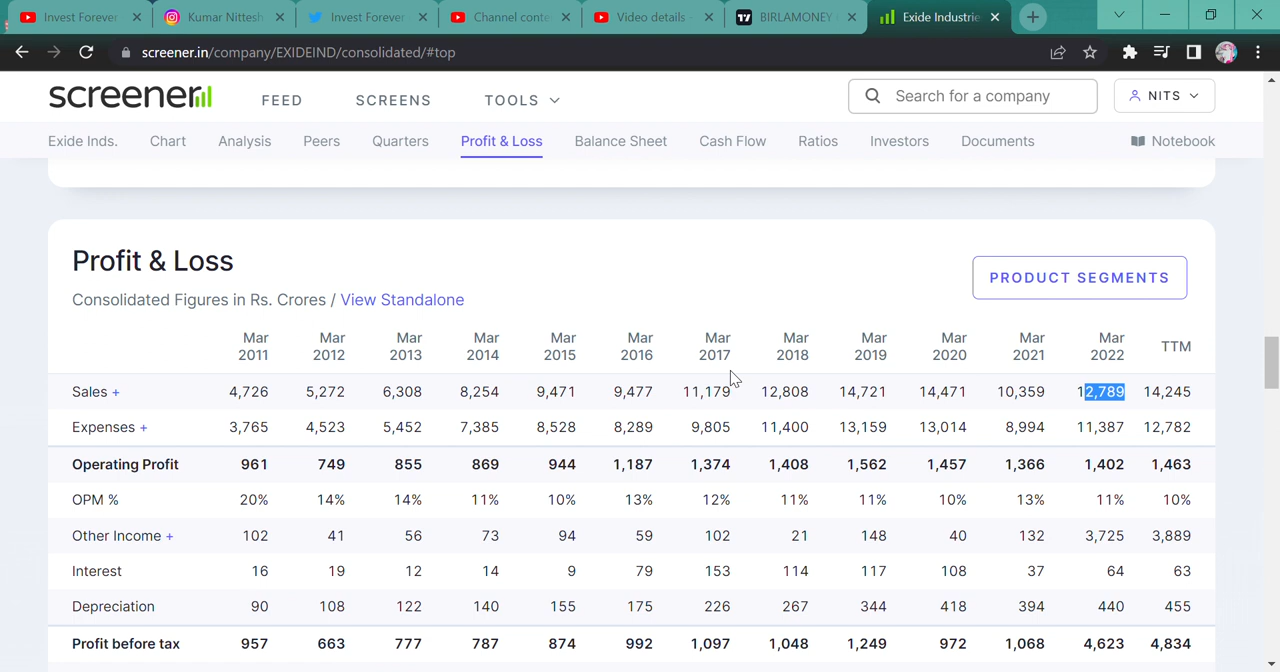 Invest Forever Kumar Nittesh Invest Forever Channel conte Video details - BIRLAMONEY Exide Industrie
screener.in/company/EXIDEIND/consolidated/#top
screener FEED SCREENS TOOLS Search for a company NITS
Exide Inds. Chart Analysis Peers Quarters Profit & Loss Balance Sheet Cash Flow Ratios Investors Documents Notebook
Profit & Loss
PRODUCT SEGMENTS
Consolidated Figures in Rs. Crores / View Standalone
Mar 2011 Mar 2012 Mar 2013 Mar 2014 Mar 2015 Mar 2016 Mar 2017 Mar 2018 Mar 2019 Mar 2020 Mar 2021 Mar 2022 TTM
Sales + 4,726 5,272 6,308 8,254 9,471 9,477 11,179 12,808 14,721 14,471 10,359 12,789 14,245
Expenses + 3,765 4,523 5,452 7,385 8,528 8,289 9,805 11,400 13,159 13,014 8,994 11,387 12,782
Operating Profit 961 749 855 869 944 1,187 1,374 1,408 1,562 1,457 1,366 1,402 1,463
OPM % 20% 14% 14% 11% 10% 13% 12% 11% 11% 10% 13% 11% 10%
Other Income + 102 41 56 73 94 59 102 21 148 40 132 3,725 3,889
Interest 16 19 12 14 9 79 153 114 117 108 37 64 63
Depreciation 90 108 122 140 155 175 226 267 344 418 394 440 455
Profit before tax 957 663 777 787 874 992 1,097 1,048 1,249 972 1,068 4,623 4,834